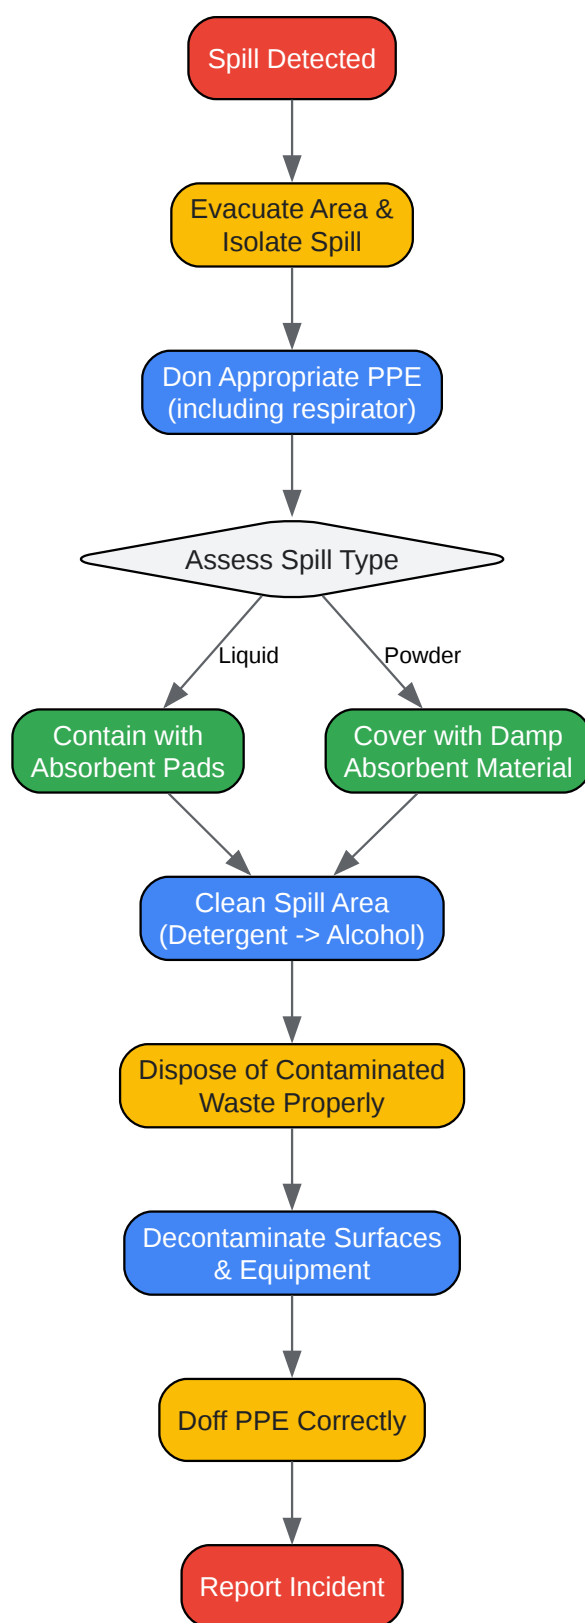 Spill Detected
Evacuate Area &
Isolate Spill
Don Appropriate PPE
(including respirator)
Assess Spill Type
Liquid
Powder
Contain with
Absorbent Pads
Cover with Damp
Absorbent Material
Clean Spill Area
(Detergent -> Alcohol)
Dispose of Contaminated
Waste Properly
Decontaminate Surfaces
& Equipment
Doff PPE Correctly
Report Incident